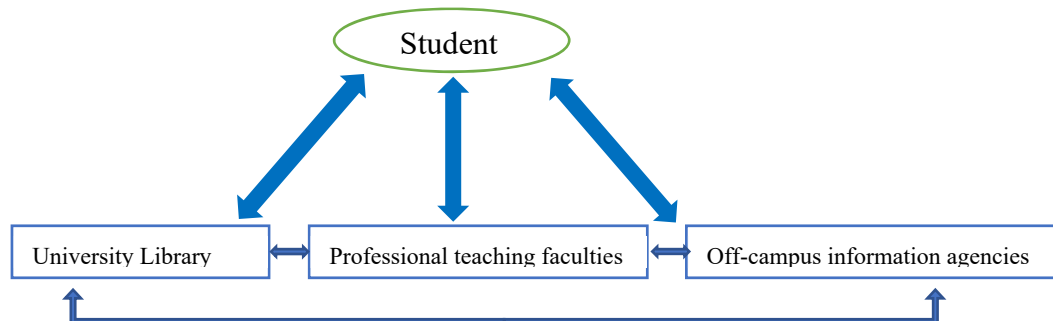 Student
University Library
Professional teaching faculties
Off-campus information agencies